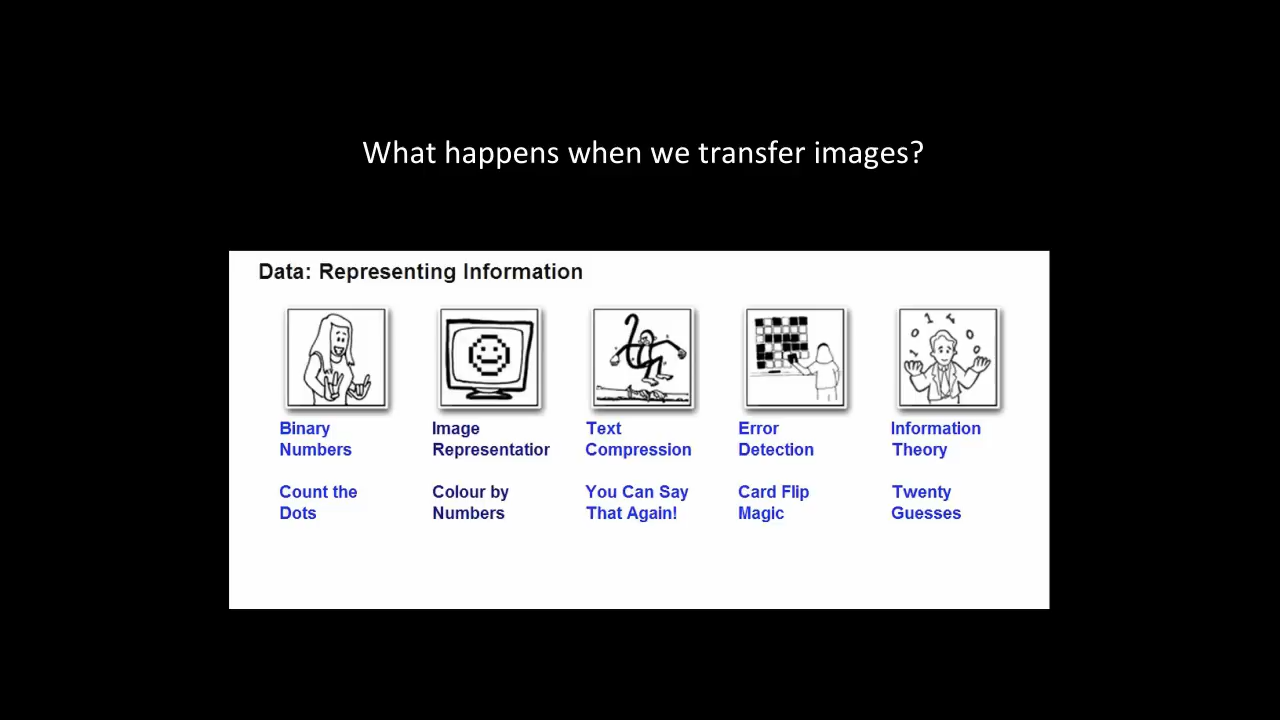 What happens when we transfer images?
Data: Representing Information
Binary
Numbers
Count the
Dots
Image
Representation
Colour by
Numbers
Text
Compression
You Can Say
That Again!
Error
Detection
Card Flip
Magic
Information
Theory
Twenty
Guesses